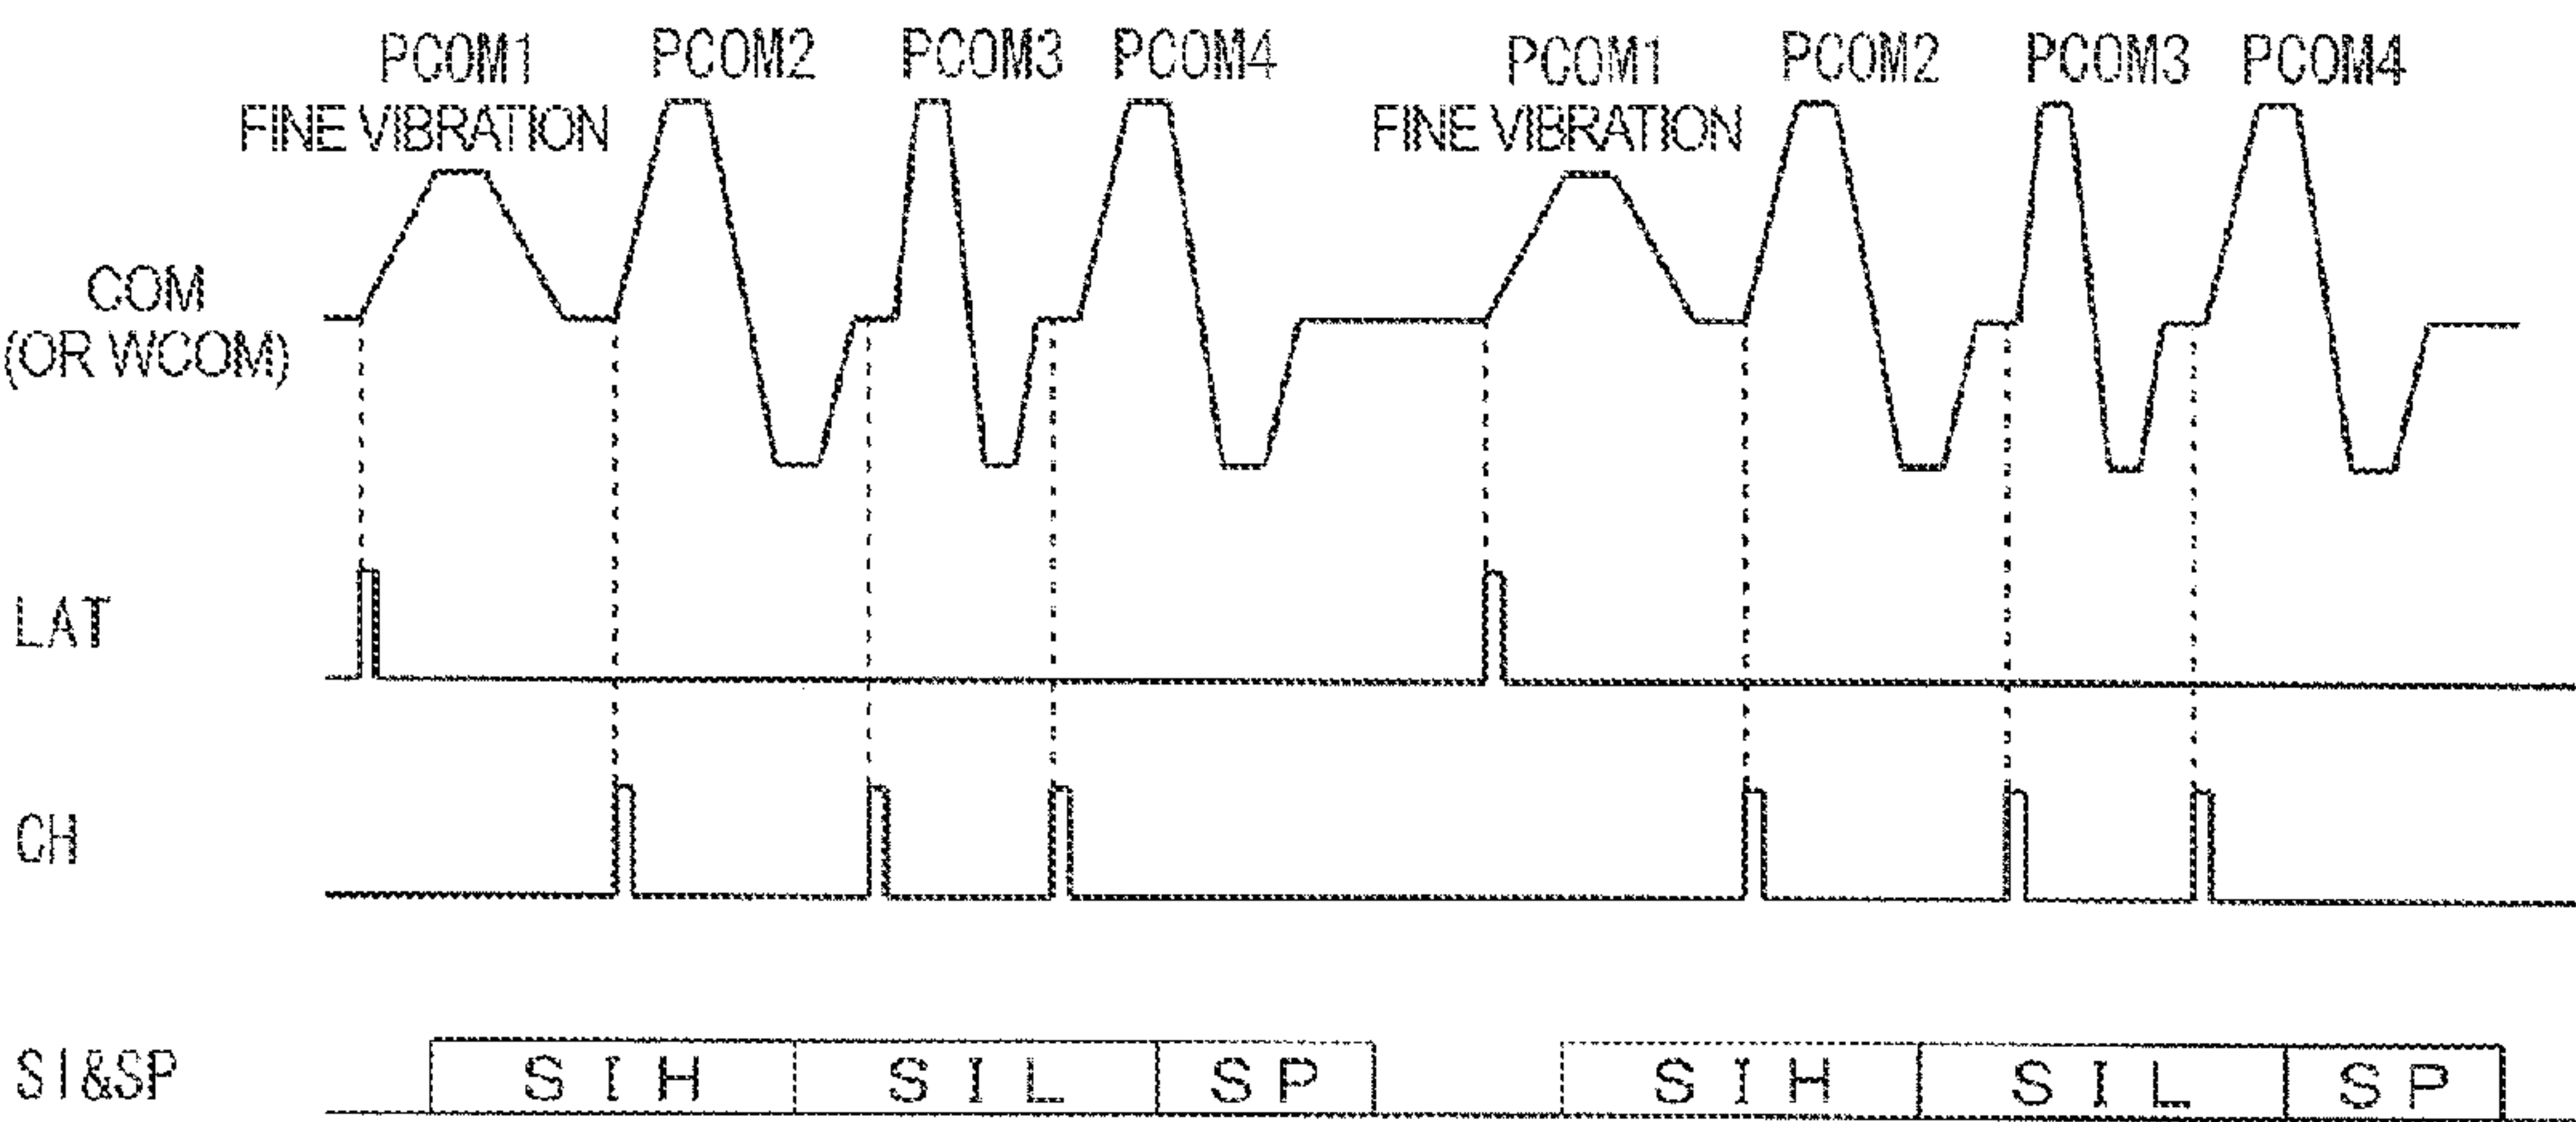 PCOM1 PCOM2 PCOM3 PCOM4 PCOM1 PCOM2 PCOM3 PCOM4
FINE VIBRATION FINE VIBRATION
COM
(OR WCOM)
LAT
CH
SI&SP SIH SIL SP SIH SIL SP